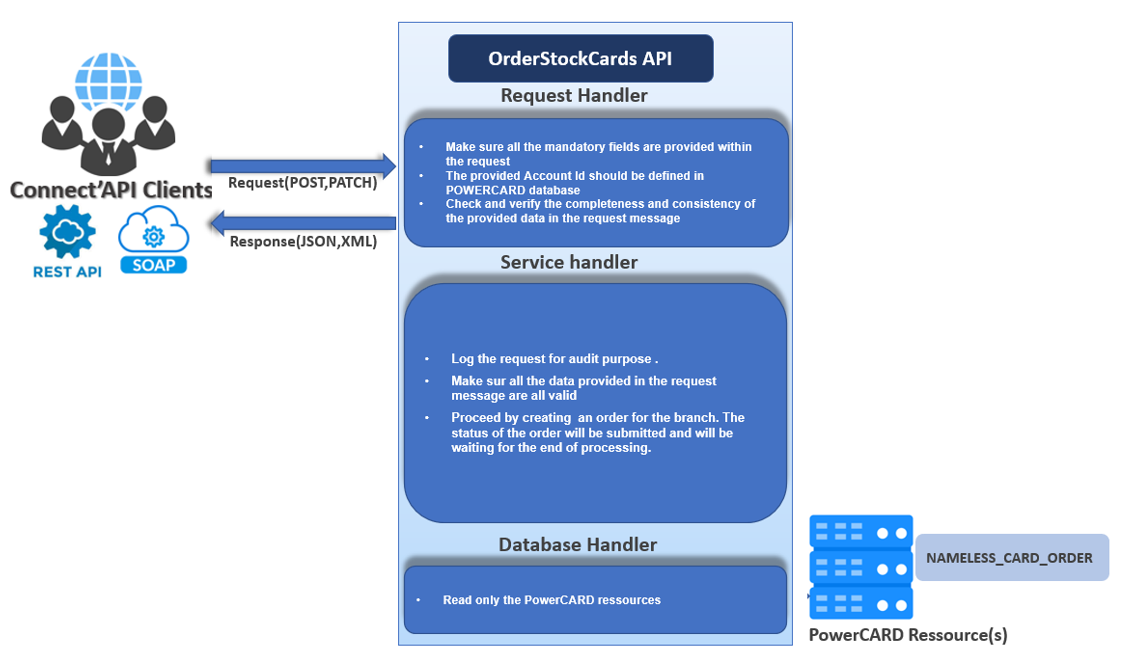 OrderStockCards API
Request Handler
• Make sure all the mandatory fields are provided within
the request
• The provided Account Id should be defined in
POWERCARD database
• Check and verify the completeness and consistency of
the provided data in the request message
Connect'API Clients
Request(POST,PATCH)
Response(JSON,XML)
REST API
SOAP
Service handler
• Log the request for audit purpose .
• Make sur all the data provided in the request
message are all valid
• Proceed by creating an order for the branch. The
status of the order will be submitted and will be
waiting for the end of processing.
Database Handler
• Read only the PowerCARD ressources
NAMELESS_CARD_ORDER
PowerCARD Ressource(s)